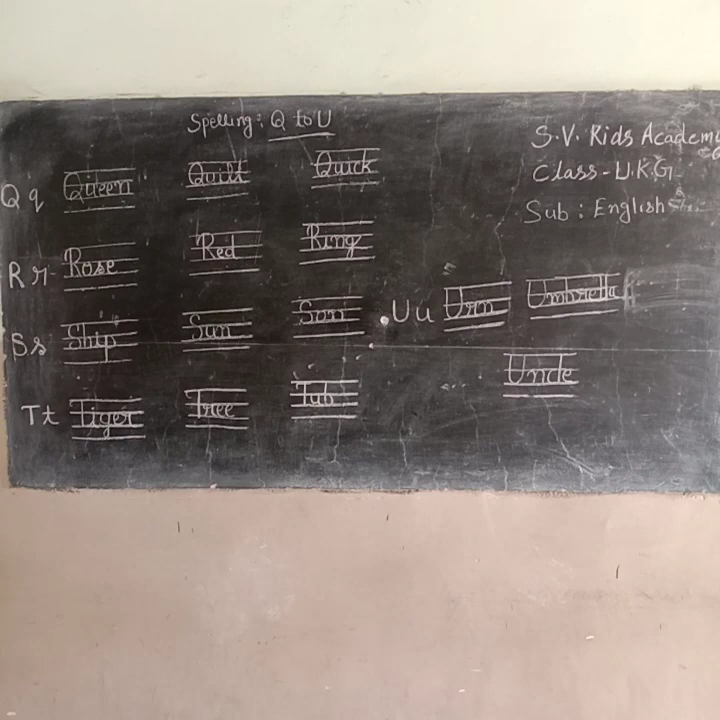 Spelling: Q to U
S.V. Kids Academy
Class - U.K.G
Sub : English
Q q Queen Quilt Quick
R r Rose Red Ring
S s Ship Sun Son
T t Tiger Tree Tub
U u Urn Umbrella
Uncle